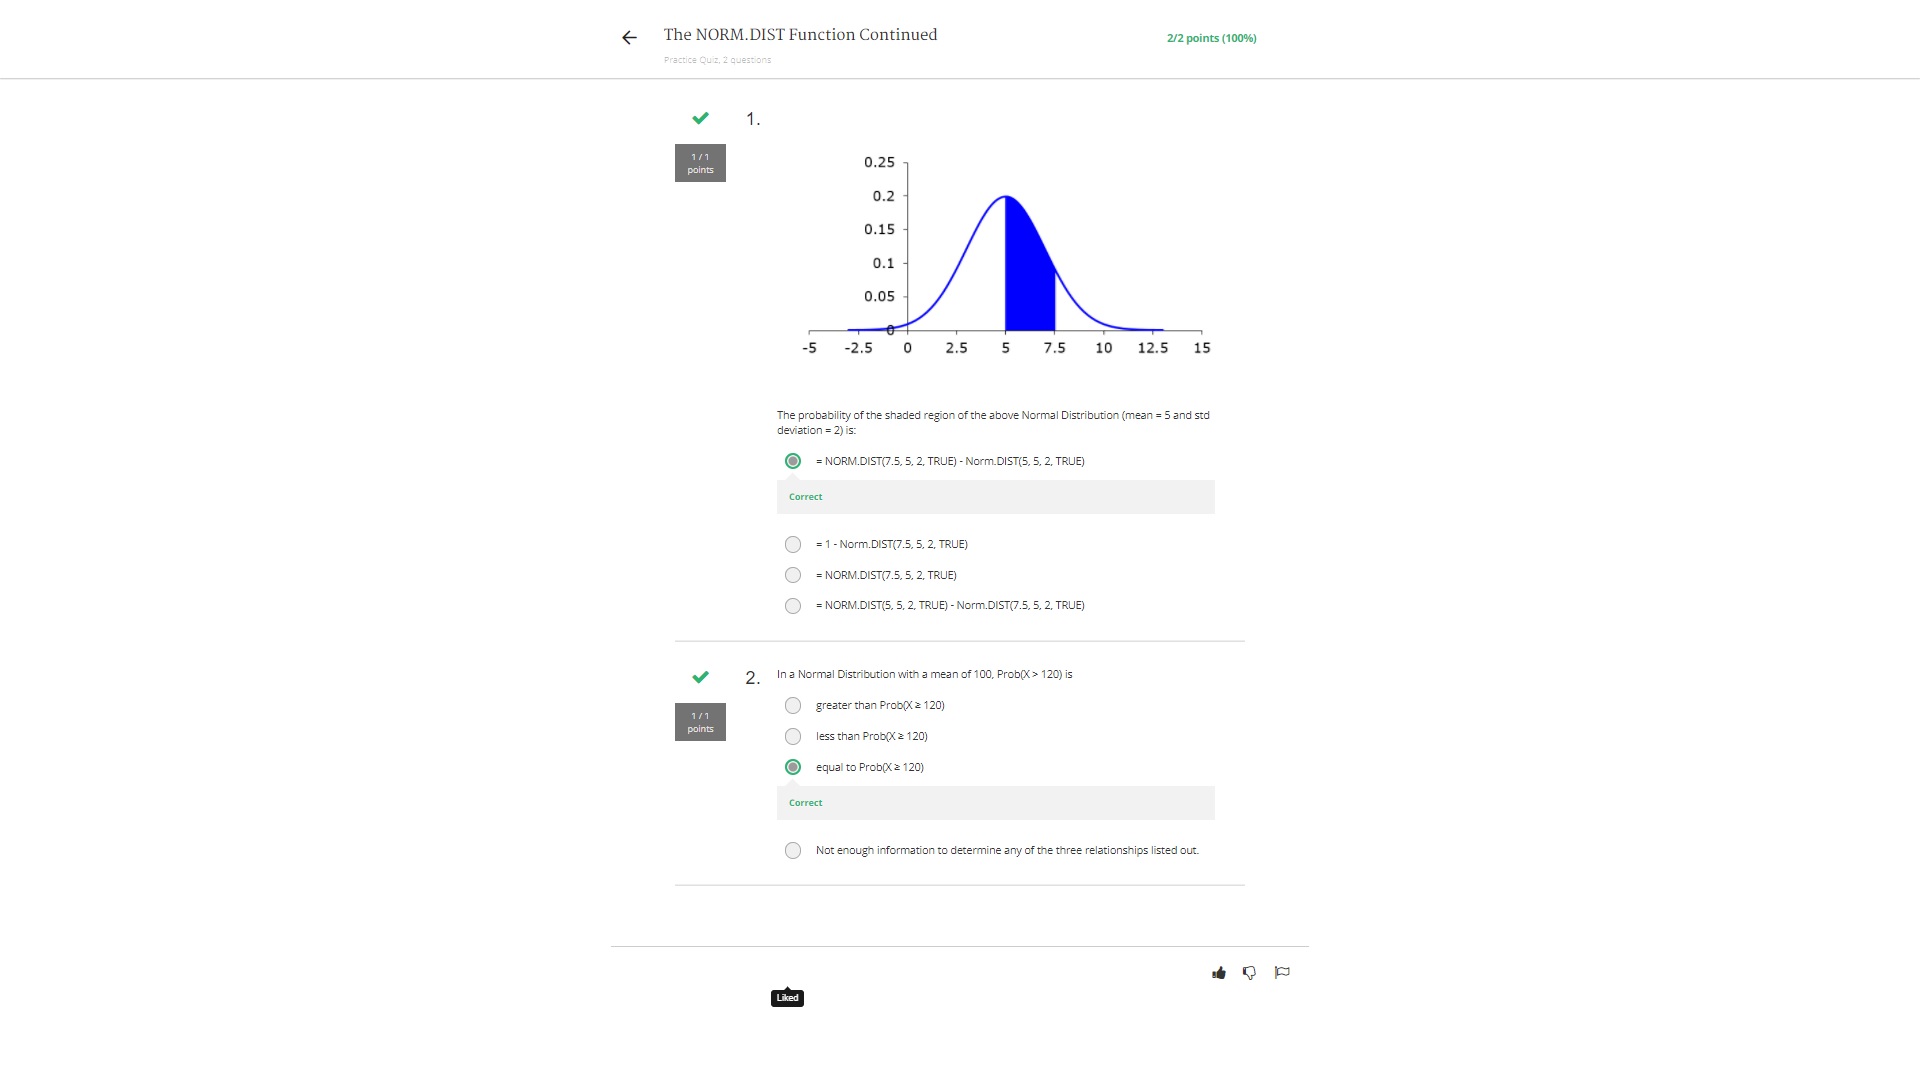 The NORM.DIST Function Continued
2/2 points (100%)
Practice Quiz, 2 questions
1 / 1
points
1.
0.25
0.2
0.15
0.1
0.05
0
-5 -2.5 0 2.5 5 7.5 10 12.5 15
The probability of the shaded region of the above Normal Distribution (mean = 5 and std
deviation = 2) is:
= NORM.DIST(7.5, 5, 2, TRUE) - Norm.DIST(5, 5, 2, TRUE)
Correct
= 1 - Norm.DIST(7.5, 5, 2, TRUE)
= NORM.DIST(7.5, 5, 2, TRUE)
= NORM.DIST(5, 5, 2, TRUE) - Norm.DIST(7.5, 5, 2, TRUE)
1 / 1
points
2.
In a Normal Distribution with a mean of 100, Prob(X > 120) is
greater than Prob(X ≥ 120)
less than Prob(X ≥ 120)
equal to Prob(X ≥ 120)
Correct
Not enough information to determine any of the three relationships listed out.
Liked